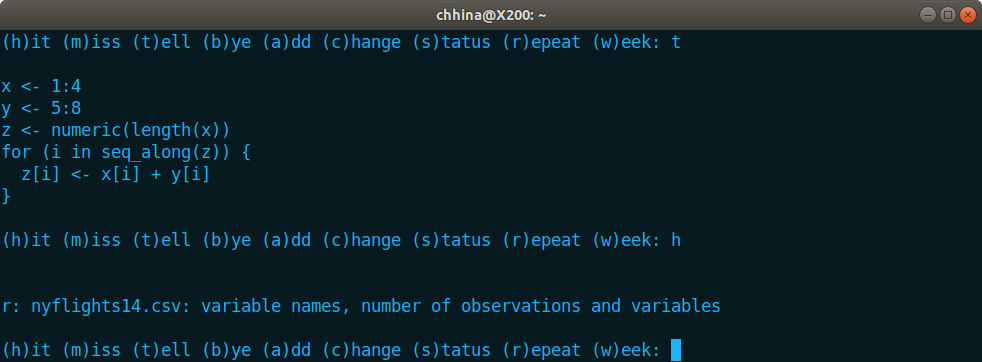 chhina@X200: ~
(h)it (m)iss (t)ell (b)ye (a)dd (c)hange (s)tatus (r)epeat (w)eek: t
x <- 1:4
y <- 5:8
z <- numeric(length(x))
for (i in seq_along(z)) {
  z[i] <- x[i] + y[i]
}
(h)it (m)iss (t)ell (b)ye (a)dd (c)hange (s)tatus (r)epeat (w)eek: h
r: nyflights14.csv: variable names, number of observations and variables
(h)it (m)iss (t)ell (b)ye (a)dd (c)hange (s)tatus (r)epeat (w)eek: